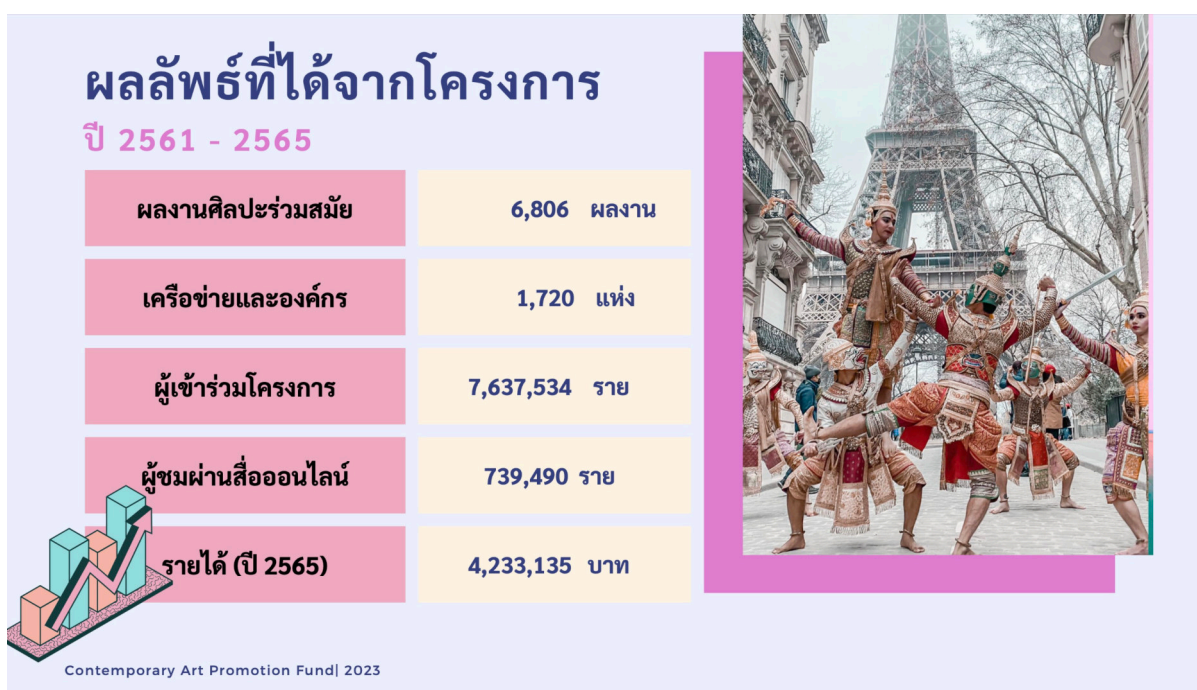 ผลลัพธ์ที่ได้จากโครงการ
ปี 2561 - 2565
ผลงานศิลปะร่วมสมัย 6,806 ผลงาน
เครือข่ายและองค์กร 1,720 แห่ง
ผู้เข้าร่วมโครงการ 7,637,534 ราย
ผู้ชมผ่านสื่อออนไลน์ 739,490 ราย
รายได้ (ปี 2565) 4,233,135 บาท
Contemporary Art Promotion Fund| 2023